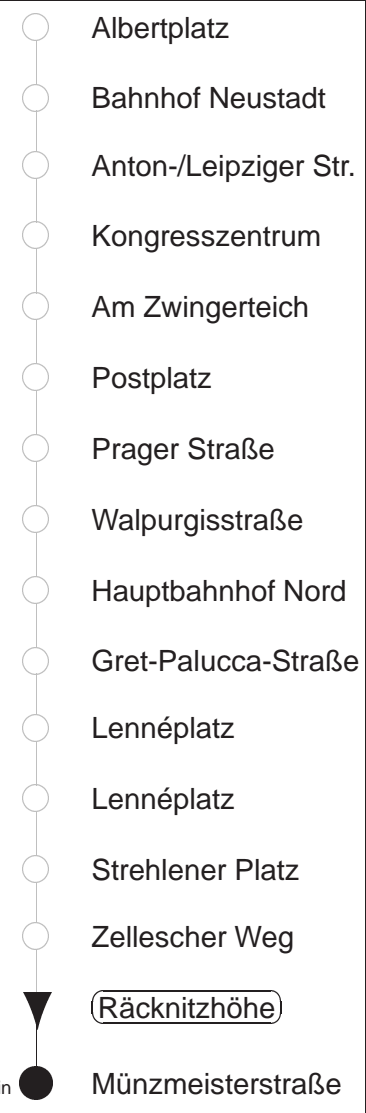 Albertplatz
Bahnhof Neustadt
Anton-/Leipziger Str.
Kongresszentrum
Am Zwingerteich
Postplatz
Prager Straße
Walpurgisstraße
Hauptbahnhof Nord
Gret-Palucca-Straße
Lennéplatz
Lennéplatz
Strehlener Platz
Zellescher Weg
Räcknitzhöhe
in Münzmeisterstraße